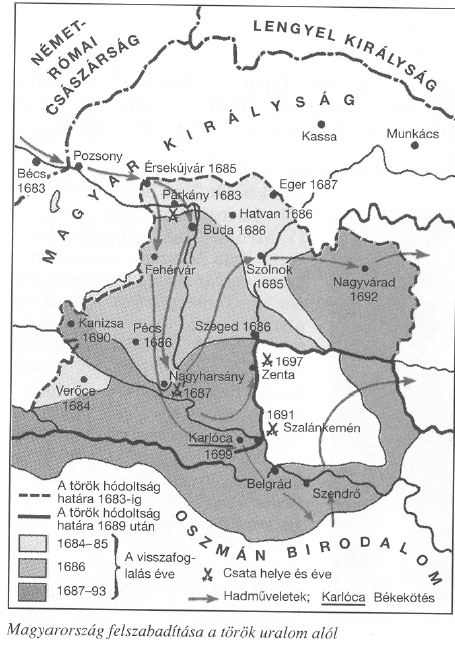 NÉMET-
RÓMAI
CSÁSZÁRSÁG
LENGYEL KIRÁLYSÁG
MAGYAR KIRÁLYSÁG
Kassa
Munkács
Bécs
1683
Pozsony
Érsekújvár 1685
Párkány 1683
Eger 1687
Hatvan 1686
Buda 1686
Fehérvár
Szolnok
1685
Nagyvárad
1692
Kanizsa
1690
Pécs
1686
Szeged 1686
Verőce
1684
Nagyharsány
1687
1697
Zenta
1691
Szalánkemén
Karlóca
1699
Belgrád
Szendrő
OSZMÁN BIRODALOM
A török hódoltság
határa 1683-ig
A török hódoltság
határa 1689 után
1684–85
1686
1687–93
A visszafog-
lalás éve
Csata helye és éve
Hadműveletek; Karlóca Békekötés
Magyarország felszabadítása a török uralom alól